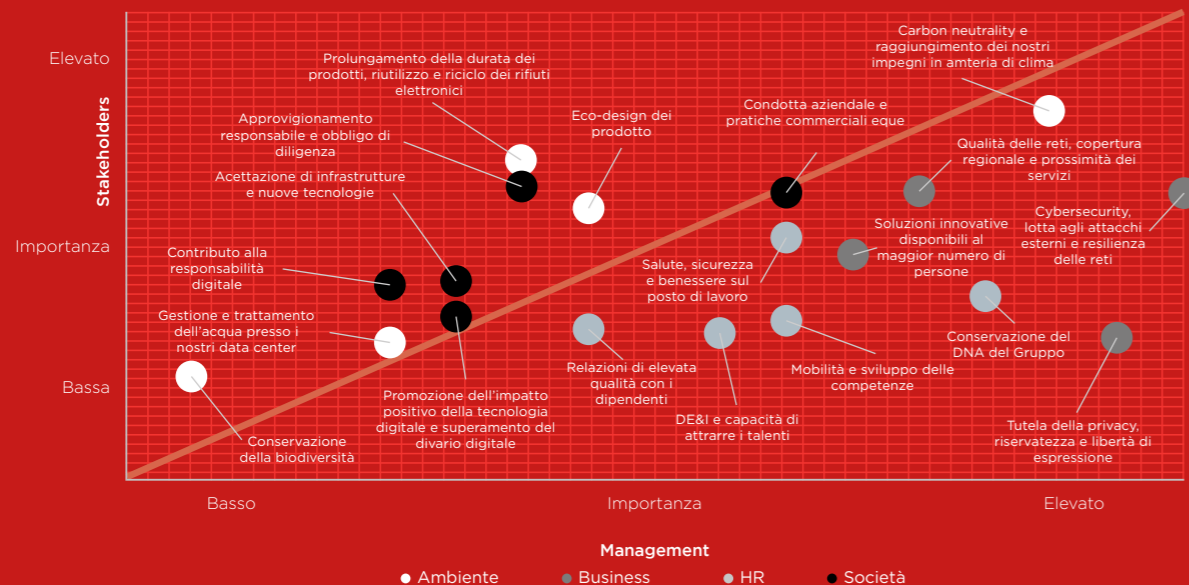 Elevato
Stakeholders
Importanza
Bassa
Prolungamento della durata dei
prodotti, riutilizzo e riciclo dei rifiuti
elettronici
Carbon neutrality e
raggiungimento dei nostri
impegni in amteria di clima
Approvigionamento
responsabile e obbligo di
diligenza
Eco-design dei
prodotto
Condotta aziendale e
pratiche commerciali eque
Qualità delle reti, copertura
regionale e prossimità dei
servizi
Acettazione di infrastrutture
e nuove tecnologie
Cybersecurity,
lotta agli attacchi
esterni e resilienza
delle reti
Soluzioni innovative
disponibili al
maggior numero di
persone
Contributo alla
responsabilità
digitale
Salute, sicurezza
e benessere sul
posto di lavoro
Gestione e trattamento
dell'acqua presso i
nostri data center
Conservazione del
DNA del Gruppo
Relazioni di elevata
qualità con i
dipendenti
Mobilità e sviluppo delle
competenze
Promozione dell'impatto
positivo della tecnologia
digitale e superamento del
divario digitale
DE&I e capacità di
attrarre i talenti
Tutela della privacy,
riservatezza e libertà di
espressione
Conservazione
della biodiversità
Basso
Importanza
Elevato
Management
Ambiente
Business
HR
Società